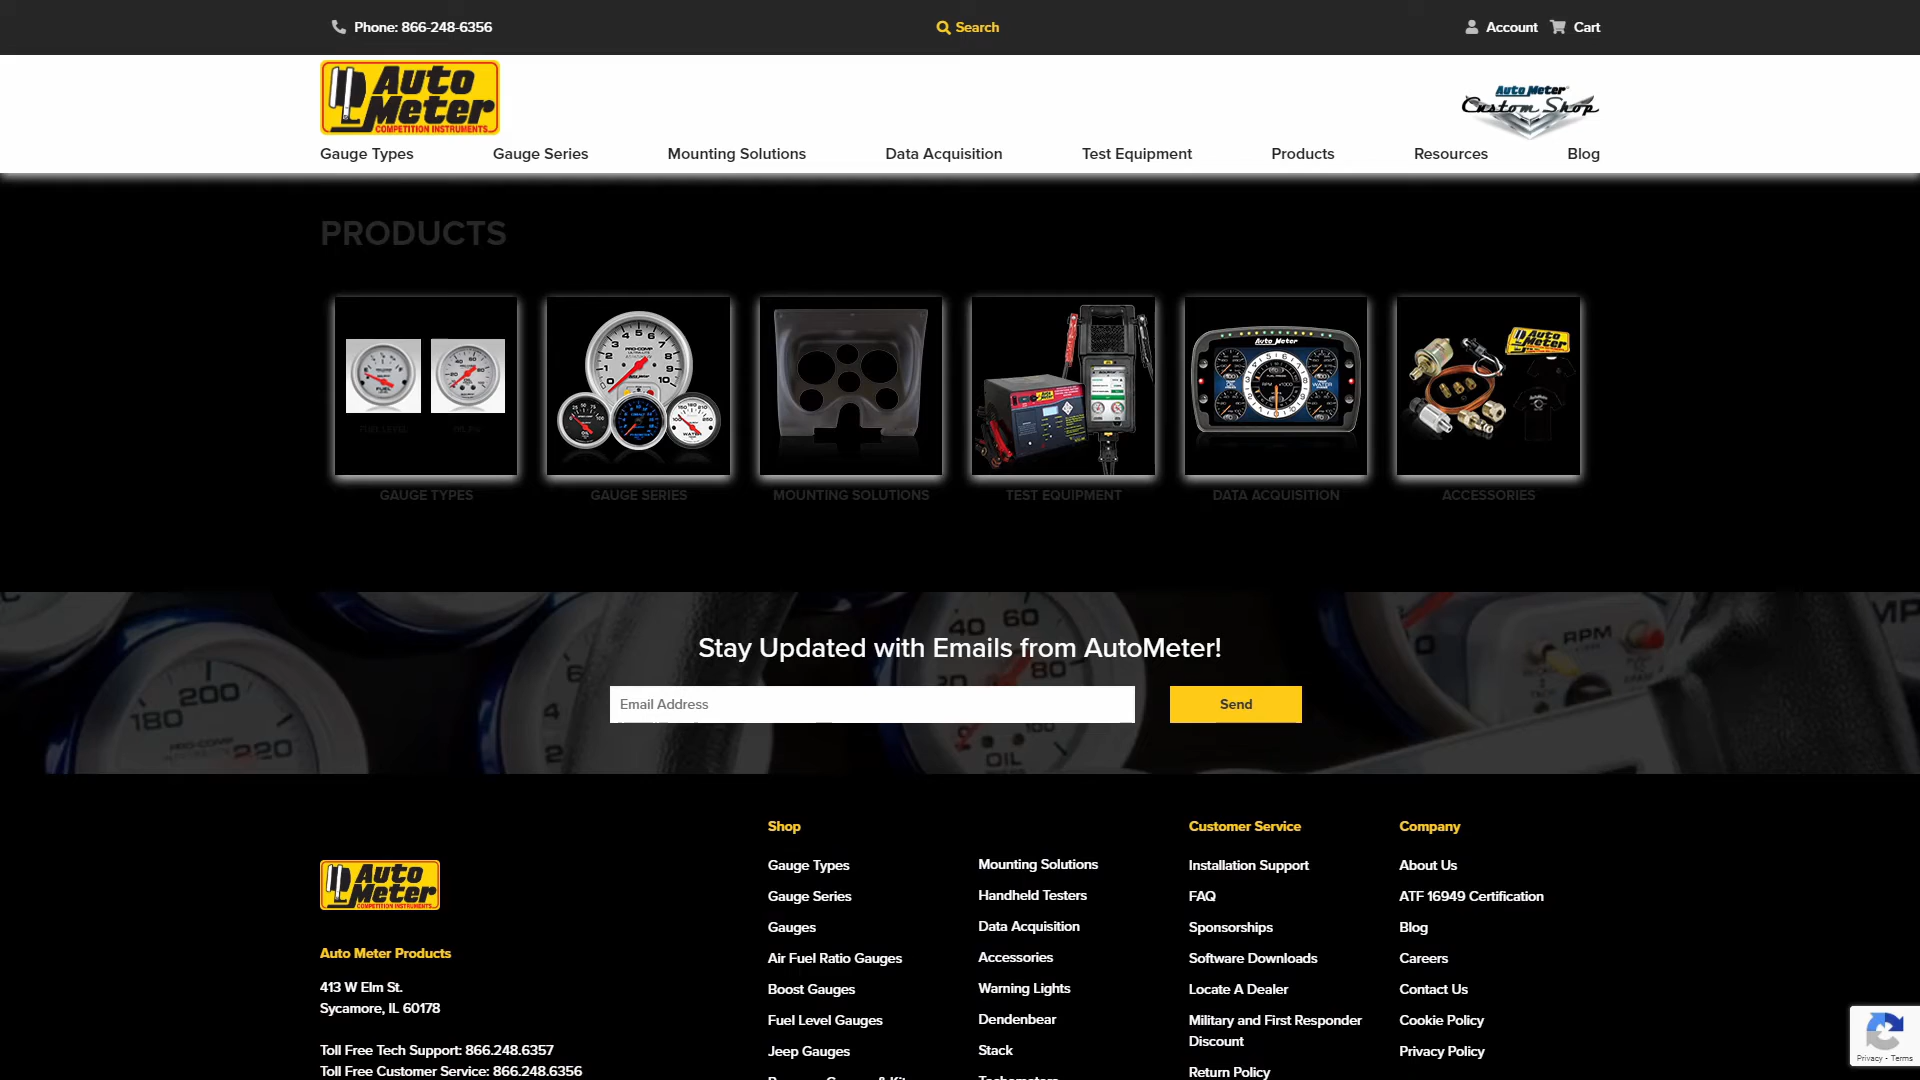 Phone: 866-248-6356
Search
Account
Cart
Auto Meter
COMPETITION INSTRUMENTS
Auto Meter
Custom Shop
Gauge Types
Gauge Series
Mounting Solutions
Data Acquisition
Test Equipment
Products
Resources
Blog
PRODUCTS
FUEL LEVEL
GAUGE TYPES
GAUGE SERIES
MOUNTING SOLUTIONS
TEST EQUIPMENT
DATA ACQUISITION
ACCESSORIES
Stay Updated with Emails from AutoMeter!
Email Address
Send
Shop
Gauge Types
Gauge Series
Gauges
Air Fuel Ratio Gauges
Boost Gauges
Fuel Level Gauges
Jeep Gauges
Mounting Solutions
Handheld Testers
Data Acquisition
Accessories
Warning Lights
Dendenbear
Stack
Customer Service
Installation Support
FAQ
Sponsorships
Software Downloads
Locate A Dealer
Military and First Responder
Discount
Return Policy
Company
About Us
ATF 16949 Certification
Blog
Careers
Contact Us
Cookie Policy
Privacy Policy
Auto Meter
COMPETITION INSTRUMENTS
Auto Meter Products
413 W Elm St.
Sycamore, IL 60178
Toll Free Tech Support: 866.248.6357
Toll Free Customer Service: 866.248.6356
Privacy - Terms